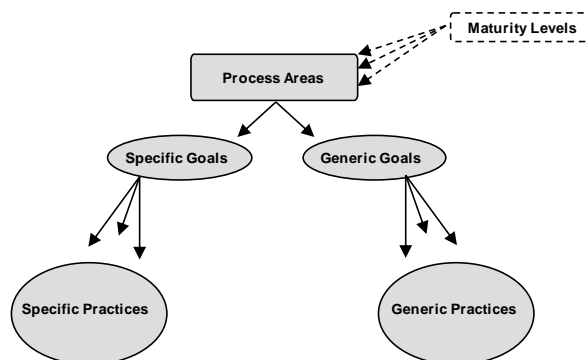 Maturity Levels
Process Areas
Specific Goals
Generic Goals
Specific Practices
Generic Practices